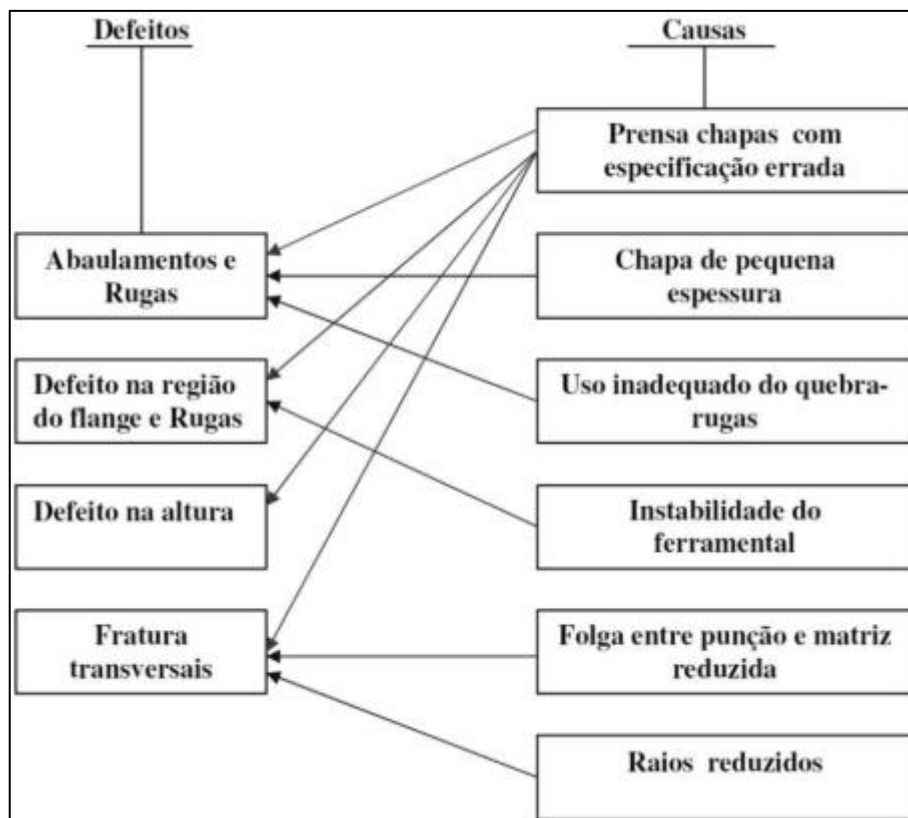 Defeitos
Causas
Prensa chapas com
especificação errada
Abaulamentos e
Rugas
Chapa de pequena
espessura
Defeito na região
do flange e Rugas
Uso inadequado do quebra-
rugas
Defeito na altura
Instabilidade do
ferramental
Fratura
transversais
Folga entre punção e matriz
reduzida
Raios reduzidos